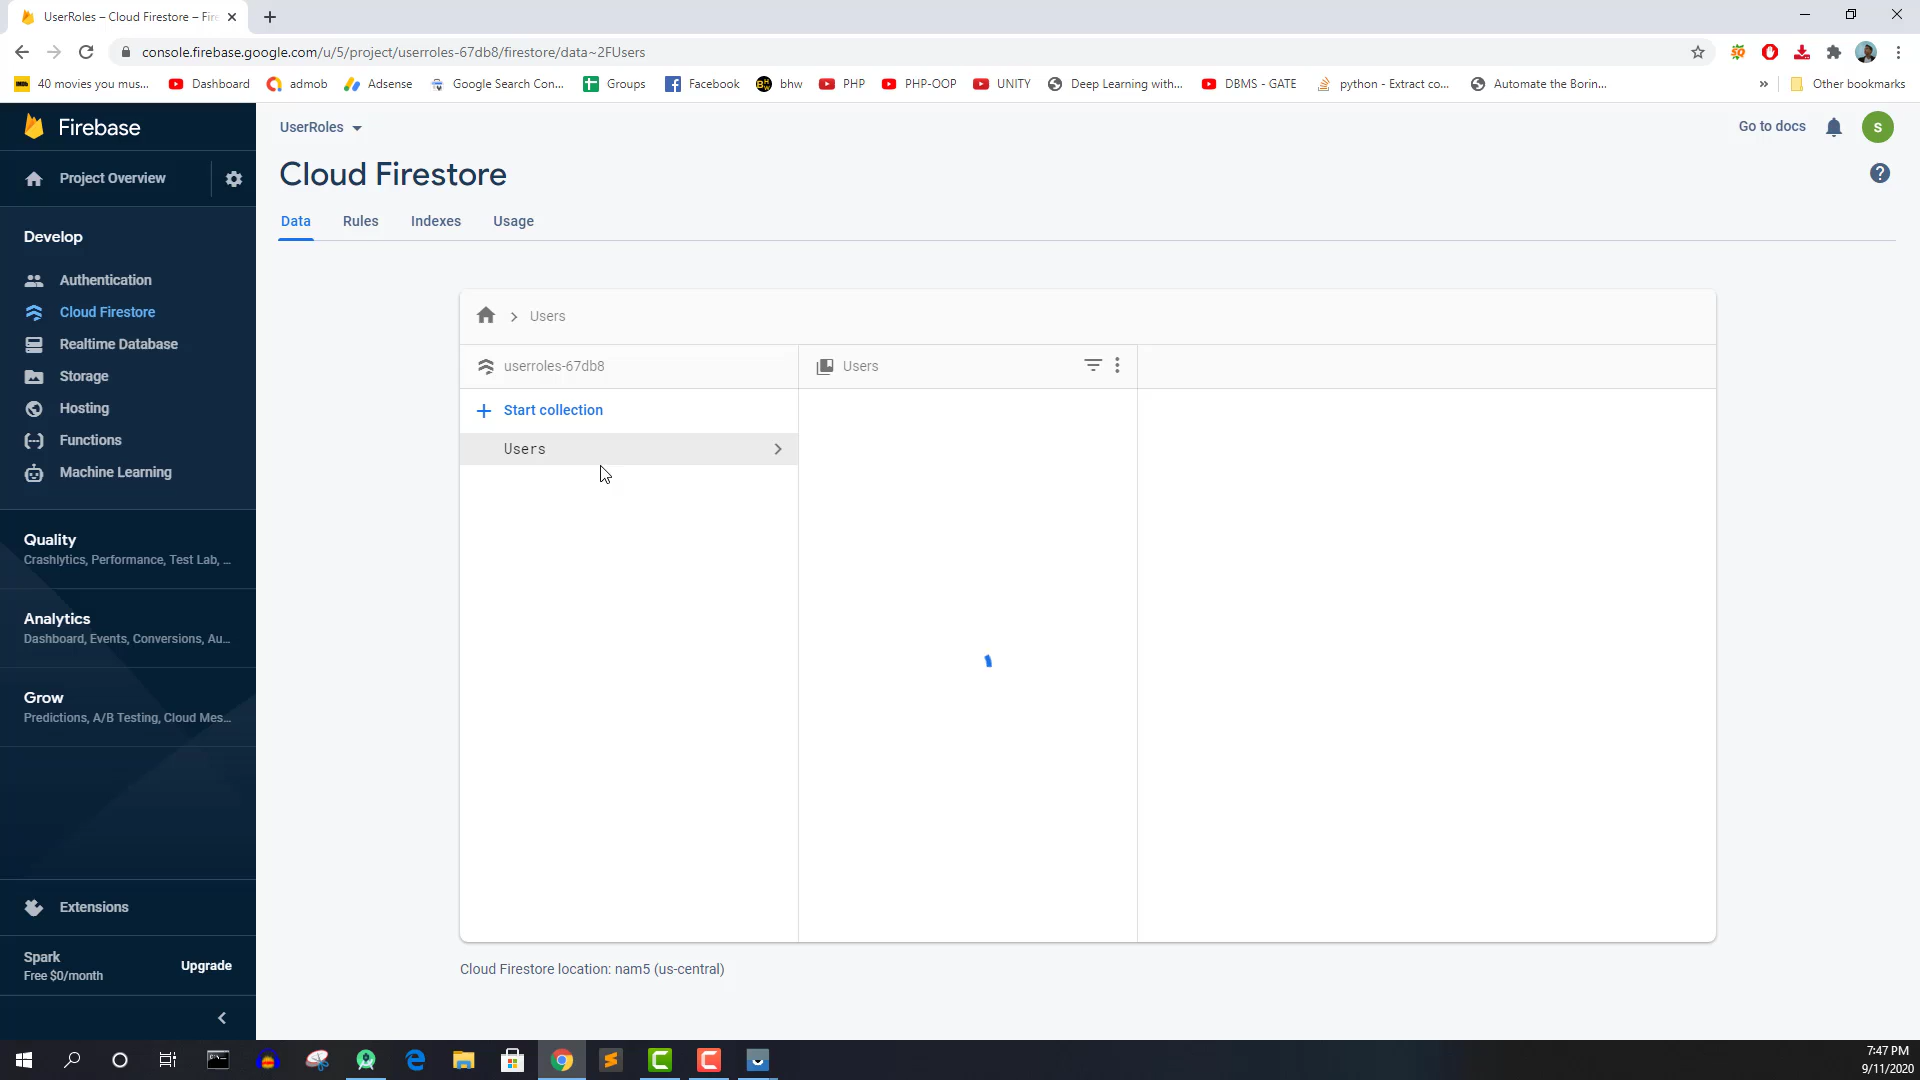 UserRoles – Cloud Firestore – Fire
console.firebase.google.com/u/5/project/userroles-67db8/firestore/data~2FUsers
40 movies you mus...
Dashboard
admob
Adsense
Google Search Con...
Groups
Facebook
bhw
PHP
PHP-OOP
UNITY
Deep Learning with...
DBMS - GATE
python - Extract co...
Automate the Borin...
»
Other bookmarks
Firebase
UserRoles
Go to docs
S
Project Overview
Cloud Firestore
?
Data
Rules
Indexes
Usage
Develop
Authentication
Cloud Firestore
Realtime Database
Storage
Hosting
Functions
Machine Learning
Users
userroles-67db8
Users
Start collection
Users
Quality
Crashlytics, Performance, Test Lab, ...
Analytics
Dashboard, Events, Conversions, Au...
Grow
Predictions, A/B Testing, Cloud Mes...
Extensions
Spark
Free $0/month
Upgrade
Cloud Firestore location: nam5 (us-central)
7:47 PM
9/11/2020